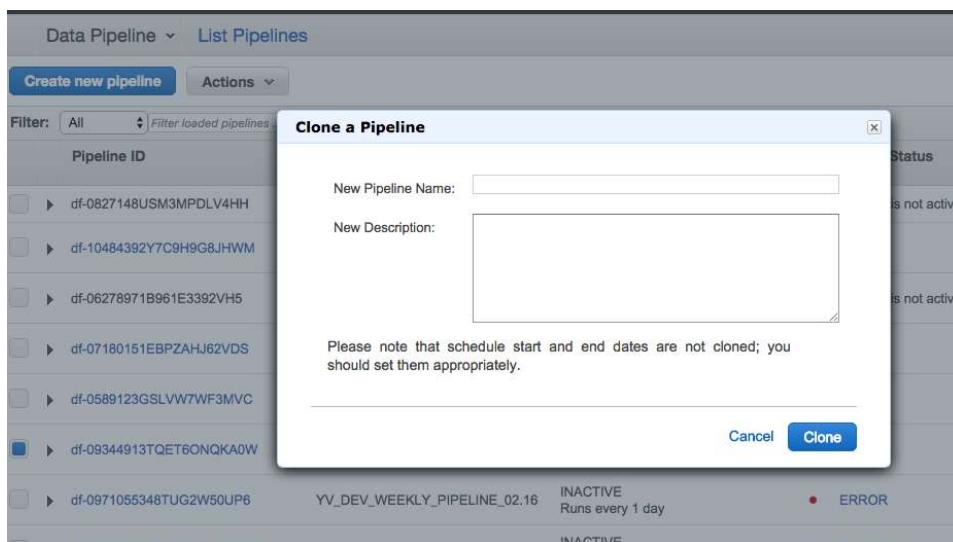 Data Pipeline List Pipelines
Create new pipeline Actions
Filter: All Filter loaded pipelines
Clone a Pipeline
Pipeline ID Status
New Pipeline Name:
df-0827148USM3MPDLV4HH is not activ
New Description:
df-10484392Y7C9H9G8JHWM
df-06278971B961E3392VH5 is not activ
df-07180151EBPZAHJ62VDS
Please note that schedule start and end dates are not cloned; you
should set them appropriately.
df-0589123GSLVW7WF3MVC
Cancel Clone
df-09344913TQET6ONQKA0W
df-0971055348TUG2W50UP6 YV_DEV_WEEKLY_PIPELINE_02.16 INACTIVE ERROR
Runs every 1 day
INACTIVE